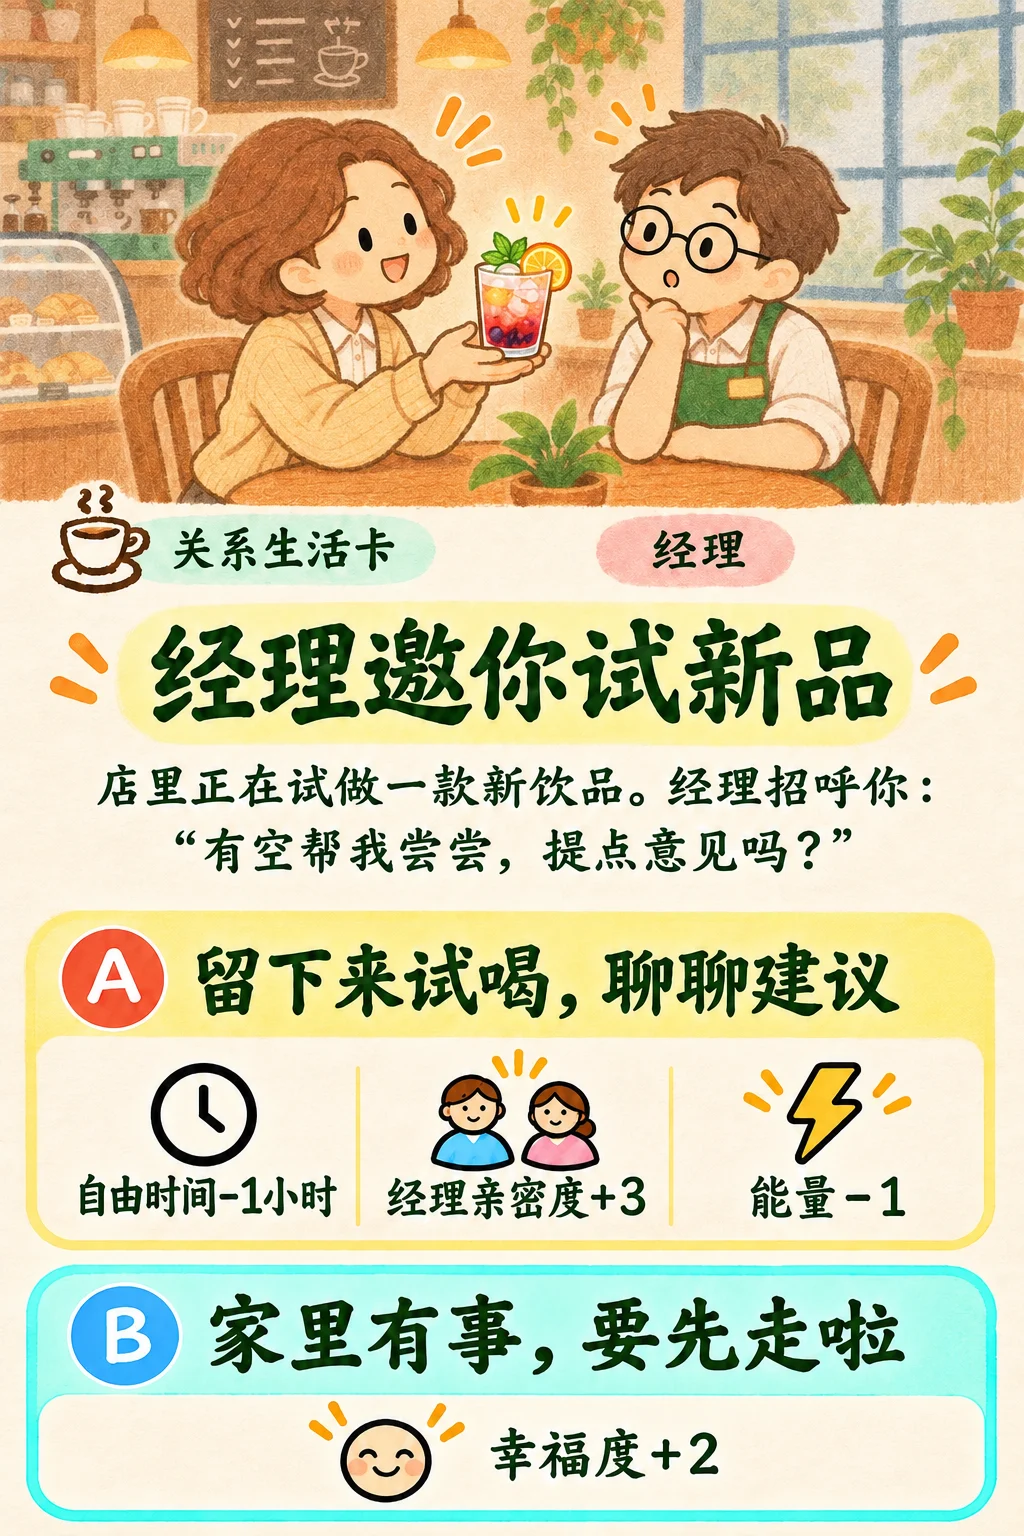 关系生活卡
经理
经理邀你试新品
店里正在试做一款新饮品。经理招呼你：
“有空帮我尝尝，提点意见吗？”
A 留下来试喝，聊聊建议
自由时间-1小时
经理亲密度+3
能量-1
B 家里有事，要先走啦
幸福度+2